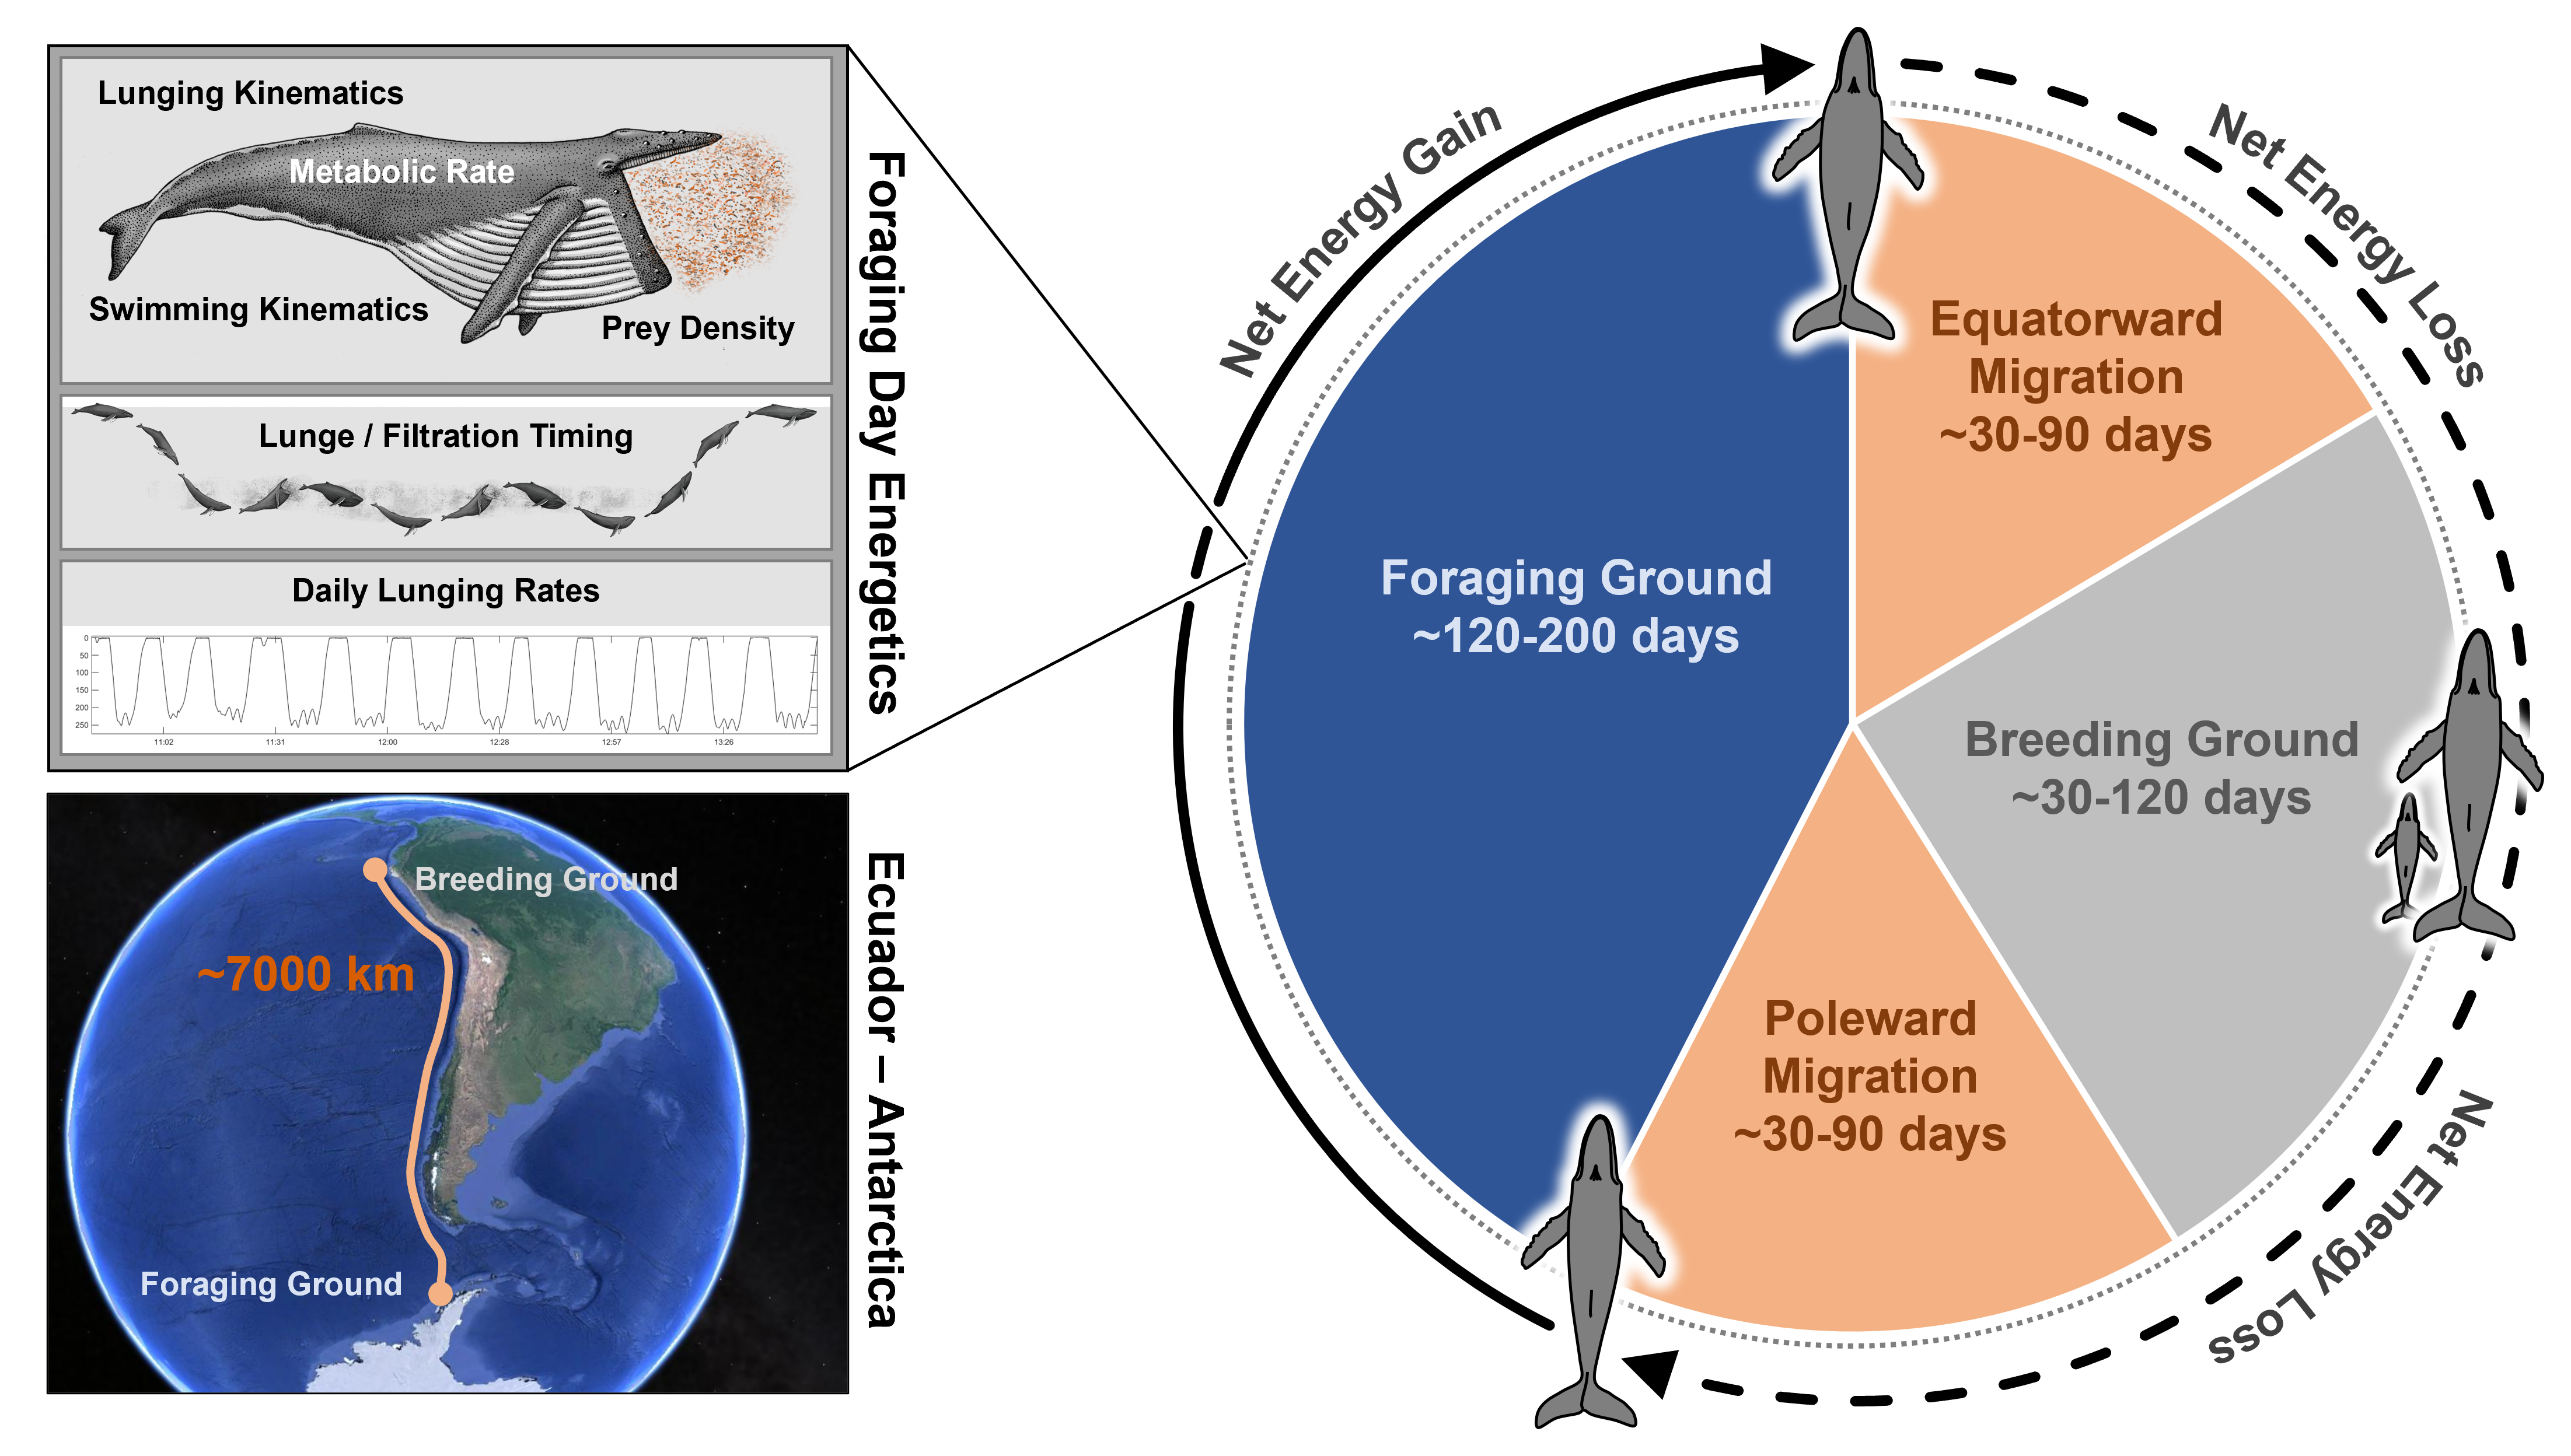 Lunging Kinematics
Metabolic Rate
Swimming Kinematics
Prey Density
Lunge / Filtration Timing
Daily Lunging Rates
0
50
100
150
200
250
11:02
11:31
12:00
12:28
12:57
13:26
Foraging Day Energetics
Breeding Ground
~7000 km
Foraging Ground
Ecuador – Antarctica
Net Energy Gain
Net Energy Loss
Equatorward
Migration
~30-90 days
Foraging Ground
~120-200 days
Breeding Ground
~30-120 days
Poleward
Migration
~30-90 days
Net Energy Loss